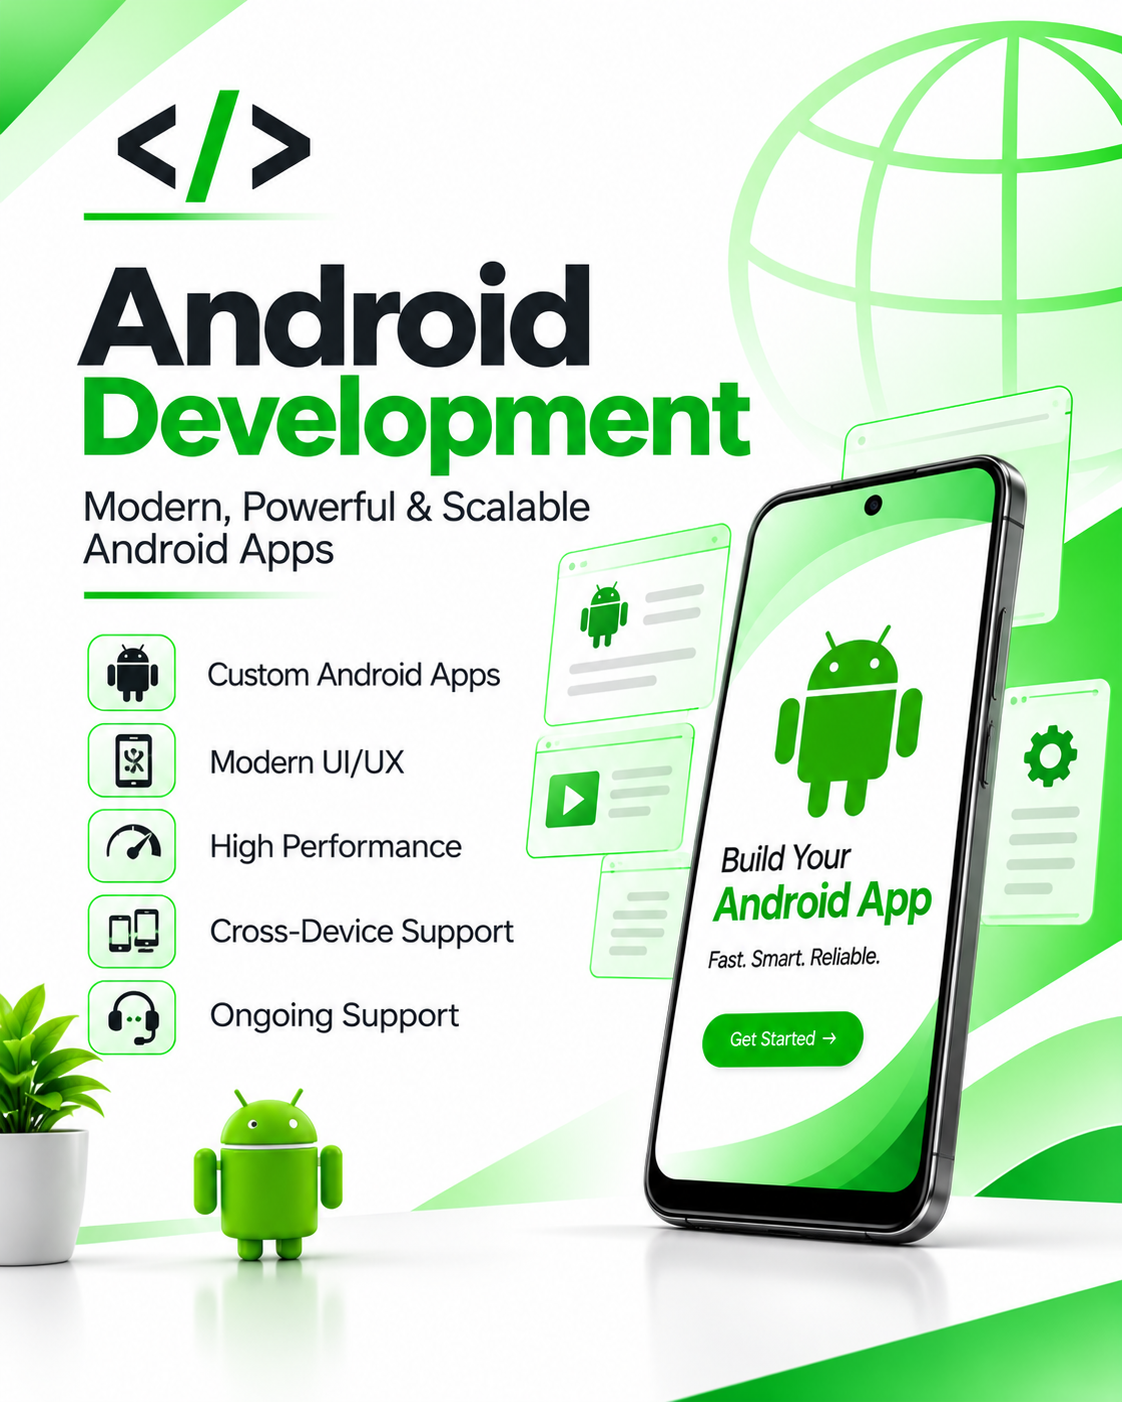 </>
Android
Development
Modern, Powerful & Scalable
Android Apps
Custom Android Apps
Modern UI/UX
High Performance
Cross-Device Support
Ongoing Support
Build Your
Android App
Fast. Smart. Reliable.
Get Started →